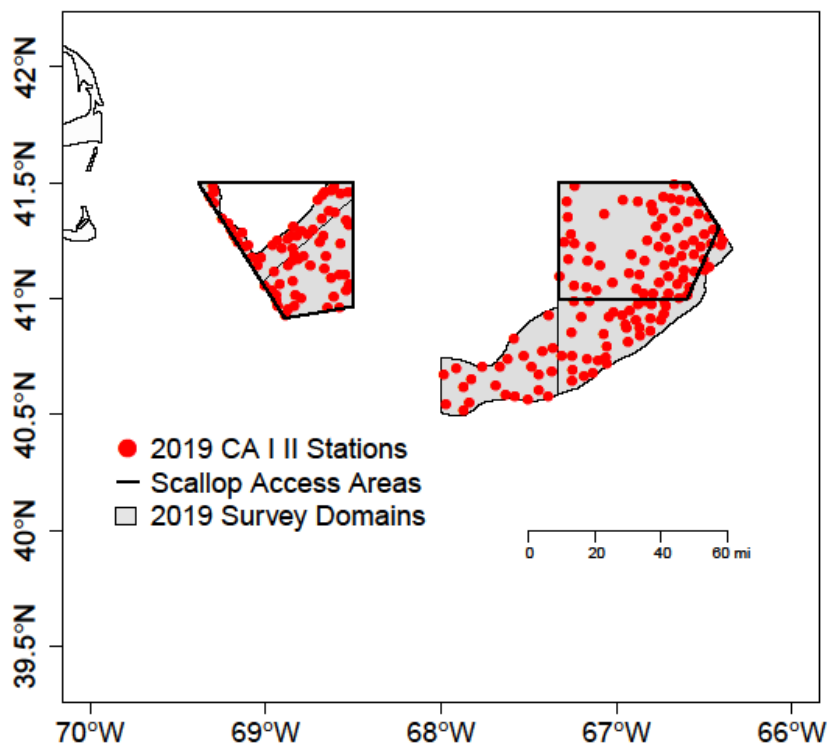 42°N
41.5°N
41°N
40.5°N
40°N
39.5°N
2019 CA I II Stations
Scallop Access Areas
2019 Survey Domains
0 20 40 60 mi
70°W 69°W 68°W 67°W 66°W